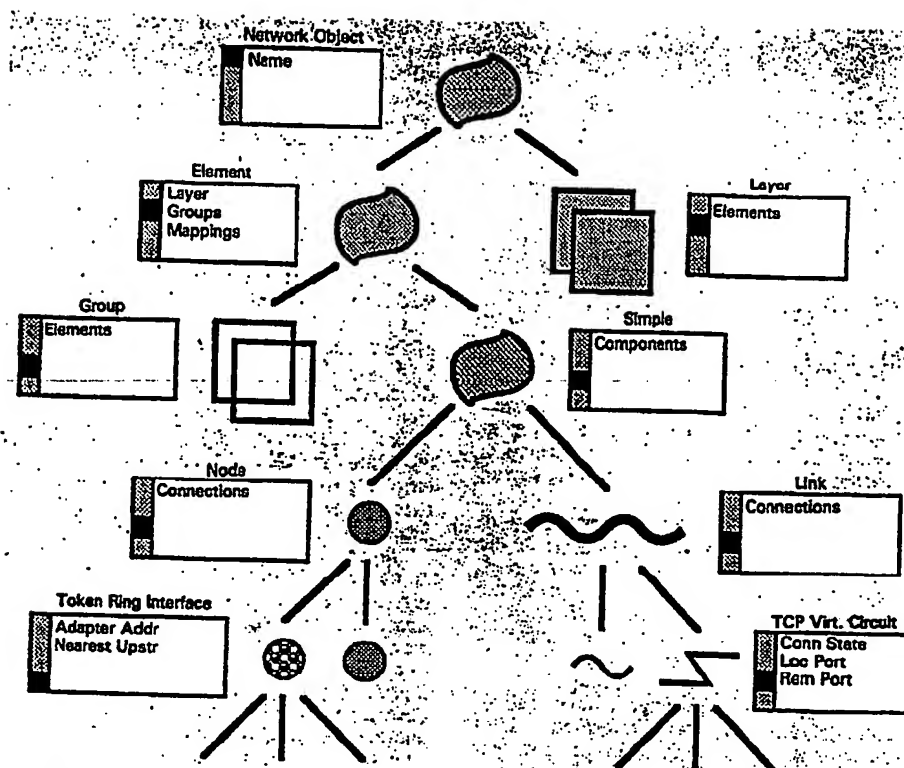 Network Object
Name
Element
Layer
Groups
Mappings
Layer
Elements
Group
Elements
Simple
Components
Node
Connections
Link
Connections
Token Ring Interface
Adapter Addr
Nearest Upstr
TCP Virt. Circuit
Conn State
Loc Port
Rem Port